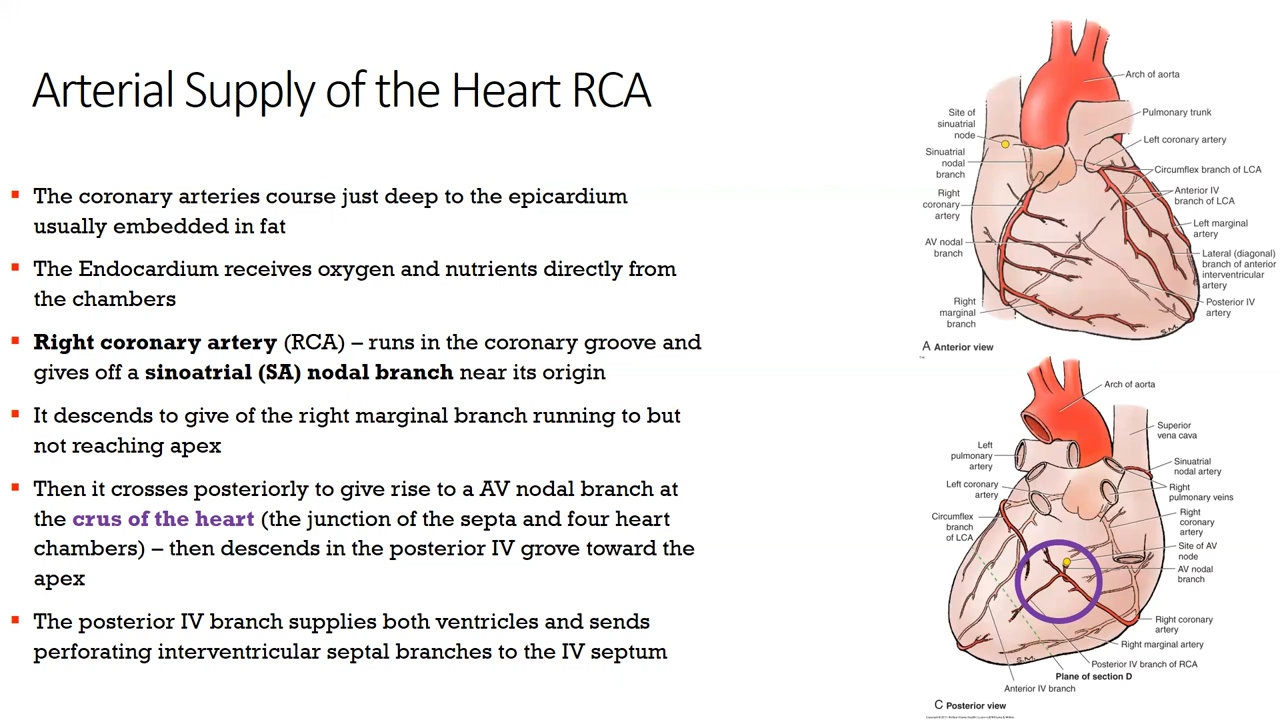 Arterial Supply of the Heart RCA
▪ The coronary arteries course just deep to the epicardium
usually embedded in fat
▪ The Endocardium receives oxygen and nutrients directly from
the chambers
▪ Right coronary artery (RCA) – runs in the coronary groove and
gives off a sinoatrial (SA) nodal branch near its origin
▪ It descends to give of the right marginal branch running to but
not reaching apex
▪ Then it crosses posteriorly to give rise to a AV nodal branch at
the crus of the heart (the junction of the septa and four heart
chambers) – then descends in the posterior IV grove toward the
apex
▪ The posterior IV branch supplies both ventricles and sends
perforating interventricular septal branches to the IV septum
Arch of aorta
Site of
sinuatrial
node
Pulmonary trunk
Left coronary artery
Sinuatrial
nodal
branch
Circumflex branch of LCA
Right
coronary
artery
Anterior IV
branch of LCA
Left marginal
artery
AV nodal
branch
Lateral (diagonal)
branch of anterior
interventricular
artery
Right
marginal
branch
Posterior IV
artery
S.M.
A Anterior view
Arch of aorta
Superior
vena cava
Left
pulmonary
artery
Sinuatrial
nodal artery
Left coronary
artery
Right
pulmonary veins
Circumflex
branch
of LCA
Right
coronary
artery
Site of AV
node
AV nodal
branch
Right coronary
artery
Right marginal artery
S.M.
Posterior IV branch of RCA
Plane of section D
Anterior IV branch
C Posterior view